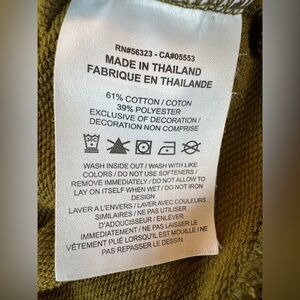 RN#56323 - CA#05553
MADE IN THAILAND
FABRIQUE EN THAILANDE
61% COTTON / COTON
39% POLYESTER
EXCLUSIVE OF DECORATION /
DECORATION NON COMPRISE
WASH INSIDE OUT / WASH WITH LIKE
COLORS / DO NOT USE SOFTENERS /
REMOVE IMMEDIATELY / DO NOT ALLOW TO
LAY ON ITSELF WHEN WET / DO NOT IRON
DESIGN
LAVER A L'ENVERS / LAVER AVEC COULEURS
SIMILAIRES / NE PAS UTILISER
D'ADOUCISSEUR / ENLEVER
IMMEDIATEMENT / NE PAS LAISSER LE
VÊTEMENT PLIÉ LORSQU'IL EST MOUILLÉ / NE
PAS REPASSER LE DESSIN